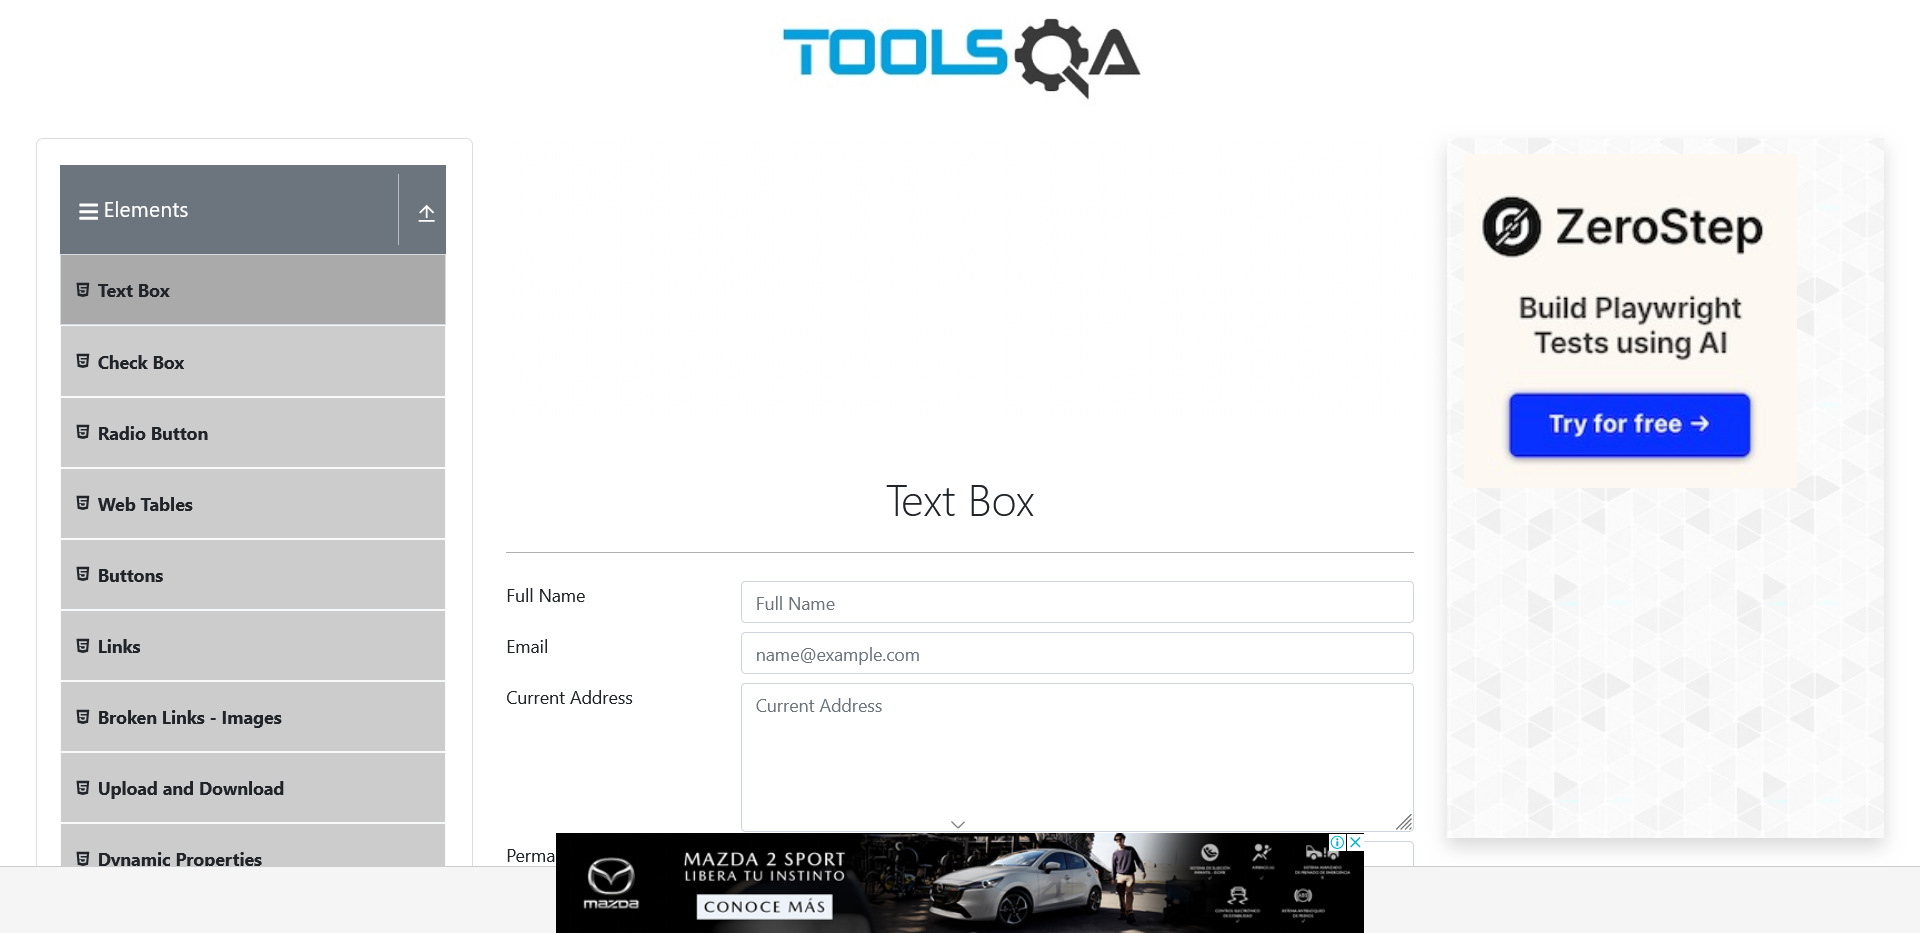 TOOLSQA
Elements
Text Box
Check Box
Radio Button
Web Tables
Buttons
Links
Broken Links - Images
Upload and Download
Dynamic Properties
Text Box
Full Name
Full Name
Email
name@example.com
Current Address
Current Address
Perma
ZeroStep
Build Playwright
Tests using AI
Try for free →
mazda
MAZDA 2 SPORT
LIBERA TU INSTINTO
CONOCE MÁS